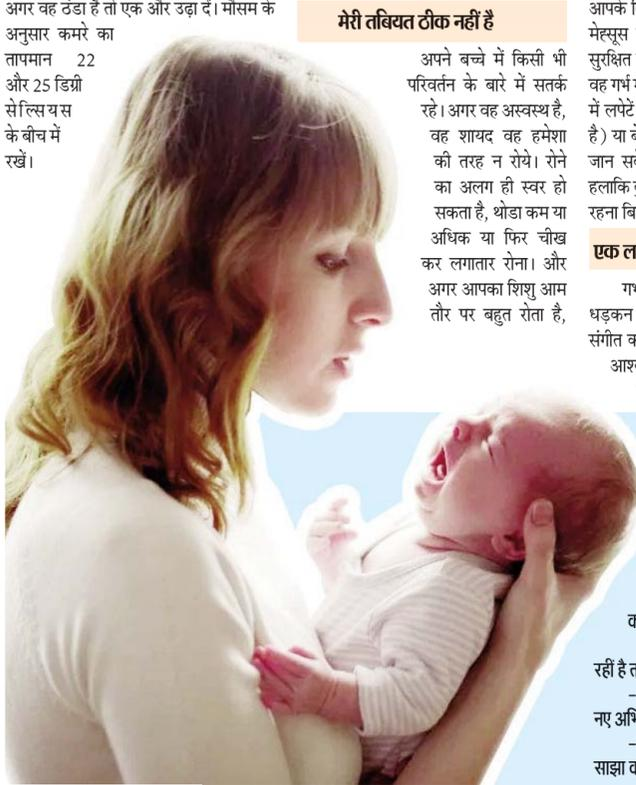 अगर वह ठंडा है तो एक और उढ़ा दें। मौसम के
अनुसार कमरे का
तापमान 22
और 25 डिग्री
सेल्सियस
के बीच में
रखें।
मेरी तबियत ठीक नहीं है
अपने बच्चे में किसी भी
परिवर्तन के बारे में सतर्क
रहे। अगर वह अस्वस्थ है,
वह शायद वह हमेशा
की तरह न रोये। रोने
का अलग ही स्वर हो
सकता है, थोडा कम या
अधिक या फिर चीख
कर लगातार रोना। और
अगर आपका शिशु आम
तौर पर बहुत रोता है,
आपके
मेहसूस
सुरक्षित
वह गर्भ
में लपेटे
है) या
जान
हलाकि
रहना
एक
धड़कन
संगीत
रहीं है
नए
साझा